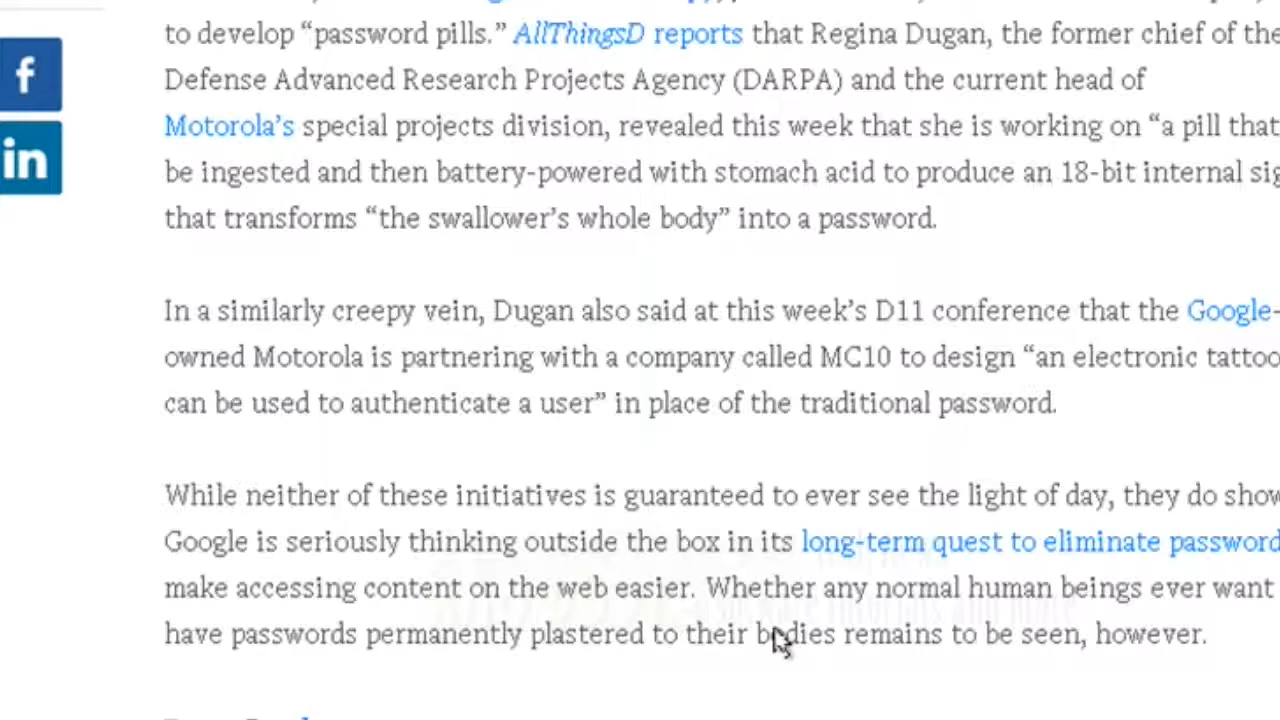 to develop “password pills.” AllThingsD reports that Regina Dugan, the former chief of the
Defense Advanced Research Projects Agency (DARPA) and the current head of
Motorola’s special projects division, revealed this week that she is working on “a pill that
be ingested and then battery-powered with stomach acid to produce an 18-bit internal sig
that transforms “the swallower’s whole body” into a password.
In a similarly creepy vein, Dugan also said at this week’s D11 conference that the Google-
owned Motorola is partnering with a company called MC10 to design “an electronic tattoo
can be used to authenticate a user” in place of the traditional password.
While neither of these initiatives is guaranteed to ever see the light of day, they do show
Google is seriously thinking outside the box in its long-term quest to eliminate password
make accessing content on the web easier. Whether any normal human beings ever want
have passwords permanently plastered to their bodies remains to be seen, however.
f
in